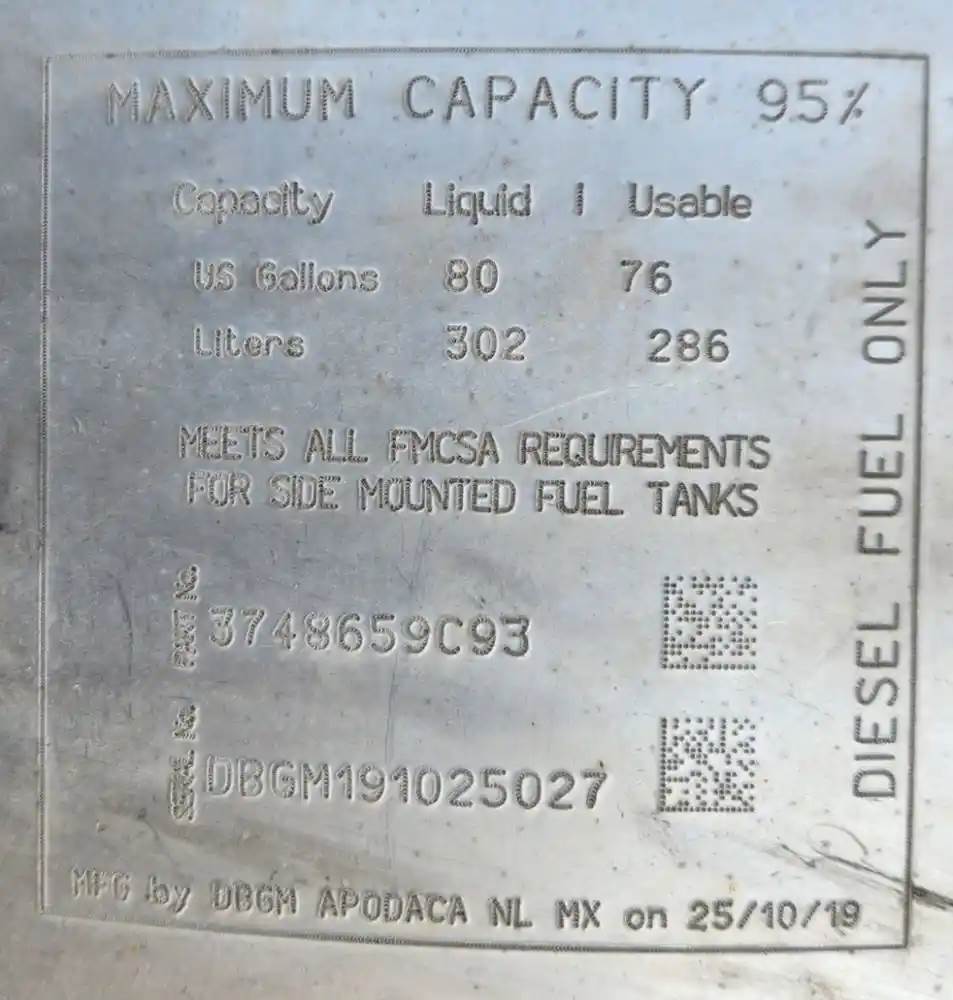 MAXIMUM CAPACITY 95%
Capacity Liquid | Usable
US Gallons 80 76
Liters 302 286
MEETS ALL FMCSA REQUIREMENTS
FOR SIDE MOUNTED FUEL TANKS
PART No. 3748659C93
SERIAL No. DBGM191025027
MFG by DBGM APODACA NL MX on 25/10/19
DIESEL FUEL ONLY